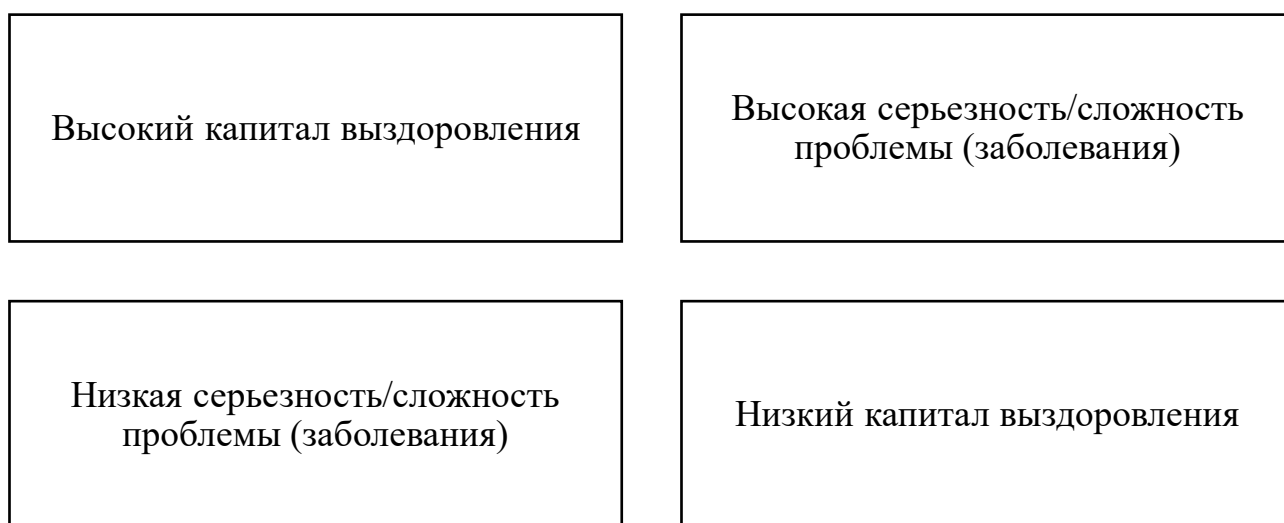 Высокий капитал выздоровления
Высокая серьезность/сложность
проблемы (заболевания)
Низкая серьезность/сложность
проблемы (заболевания)
Низкий капитал выздоровления